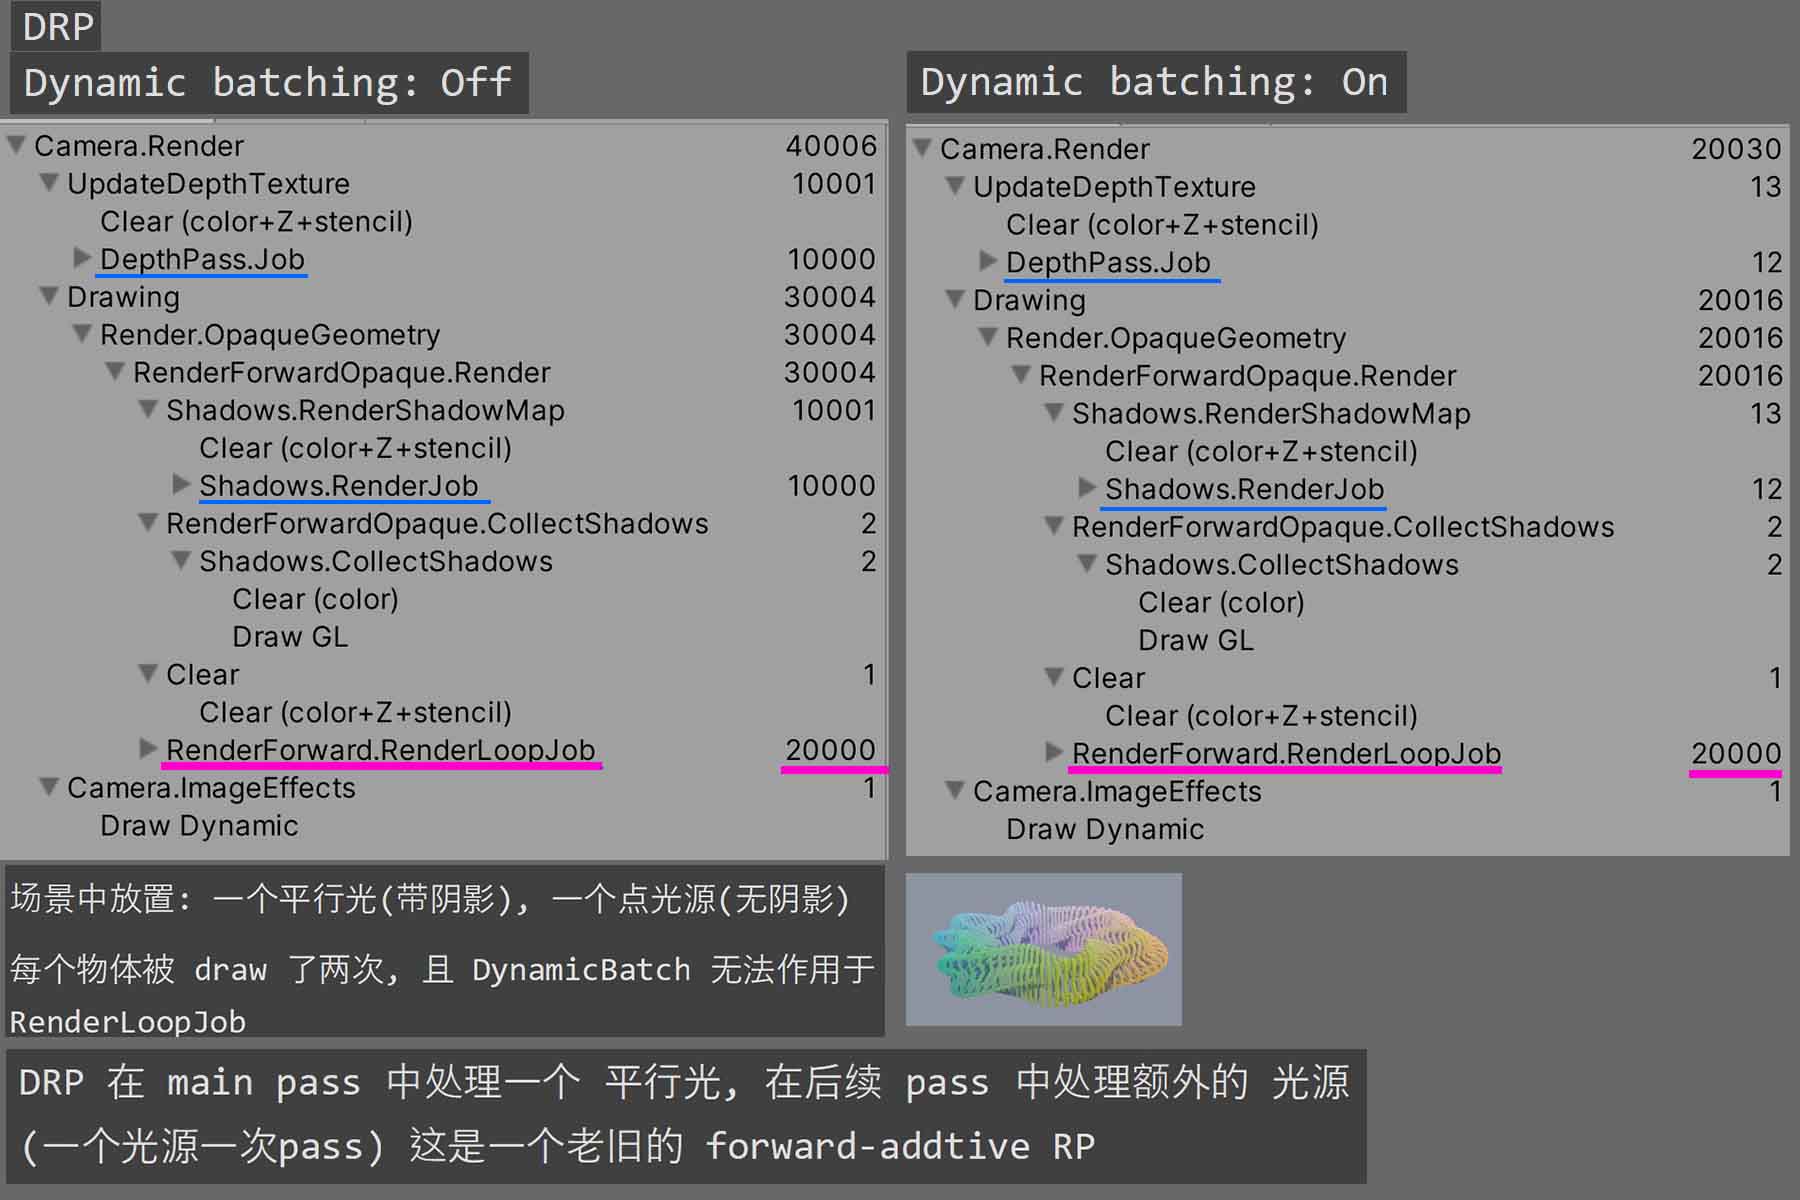 DRP
Dynamic batching: Off
Camera.Render 40006
UpdateDepthTexture 10001
Clear (color+Z+stencil)
DepthPass.Job 10000
Drawing 30004
Render.OpaqueGeometry 30004
RenderForwardOpaque.Render 30004
Shadows.RenderShadowMap 10001
Clear (color+Z+stencil)
Shadows.RenderJob 10000
RenderForwardOpaque.CollectShadows 2
Shadows.CollectShadows 2
Clear (color)
Draw GL
Clear 1
Clear (color+Z+stencil)
RenderForward.RenderLoopJob 20000
Camera.ImageEffects 1
Draw Dynamic
Dynamic batching: On
Camera.Render 20030
UpdateDepthTexture 13
Clear (color+Z+stencil)
DepthPass.Job 12
Drawing 20016
Render.OpaqueGeometry 20016
RenderForwardOpaque.Render 20016
Shadows.RenderShadowMap 13
Clear (color+Z+stencil)
Shadows.RenderJob 12
RenderForwardOpaque.CollectShadows 2
Shadows.CollectShadows 2
Clear (color)
Draw GL
Clear 1
Clear (color+Z+stencil)
RenderForward.RenderLoopJob 20000
Camera.ImageEffects 1
Draw Dynamic
场景中放置: 一个平行光(带阴影), 一个点光源(无阴影)
每个物体被 draw 了两次, 且 DynamicBatch 无法作用于
RenderLoopJob
DRP 在 main pass 中处理一个 平行光, 在后续 pass 中处理额外的 光源
(一个光源一次pass) 这是一个老旧的 forward-addtive RP